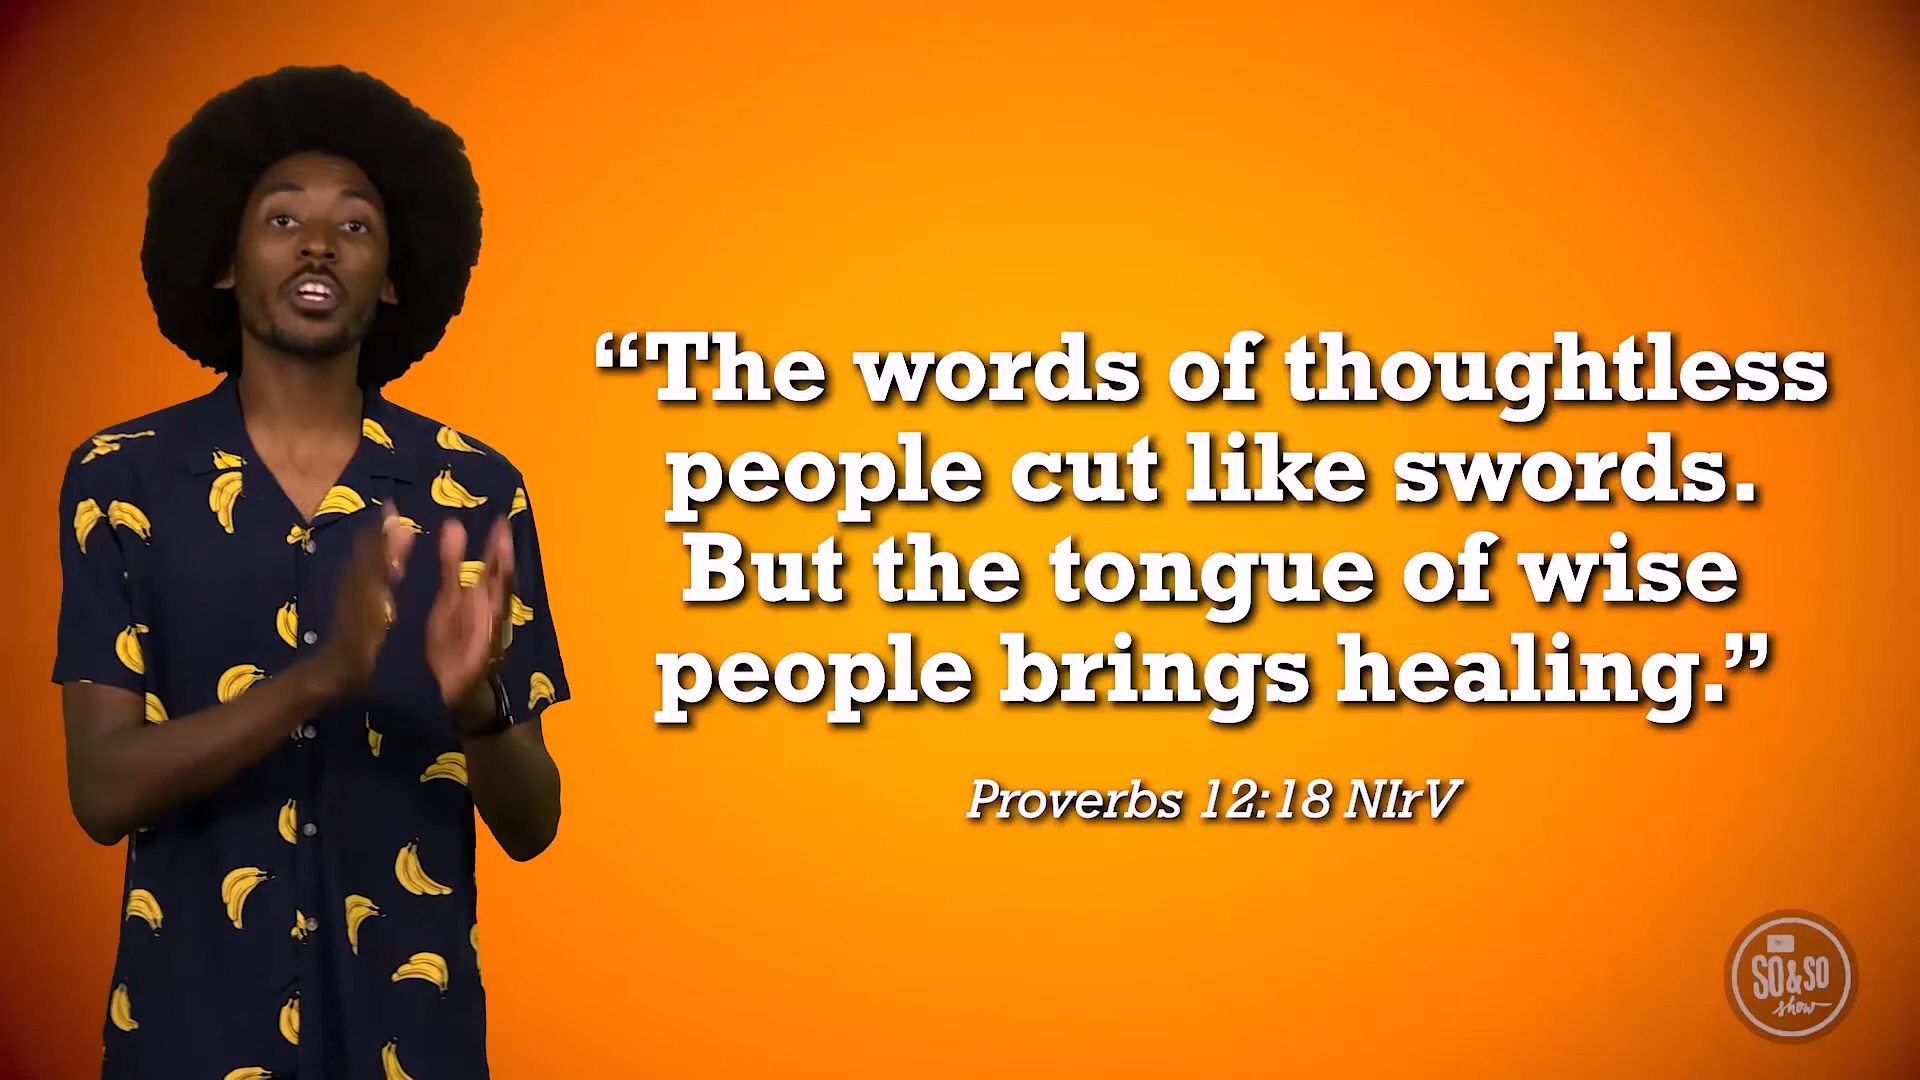 “The words of thoughtless
people cut like swords.
But the tongue of wise
people brings healing.”
Proverbs 12:18 NIrV
SO & SO
show